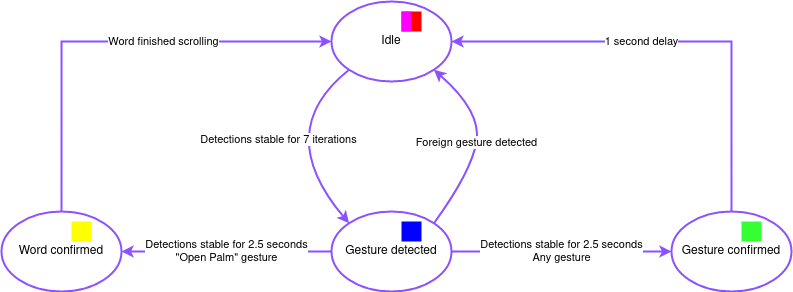 Idle
Word finished scrolling
1 second delay
Detections stable for 7 iterations
Foreign gesture detected
Word confirmed
Detections stable for 2.5 seconds
"Open Palm" gesture
Gesture detected
Detections stable for 2.5 seconds
Any gesture
Gesture confirmed